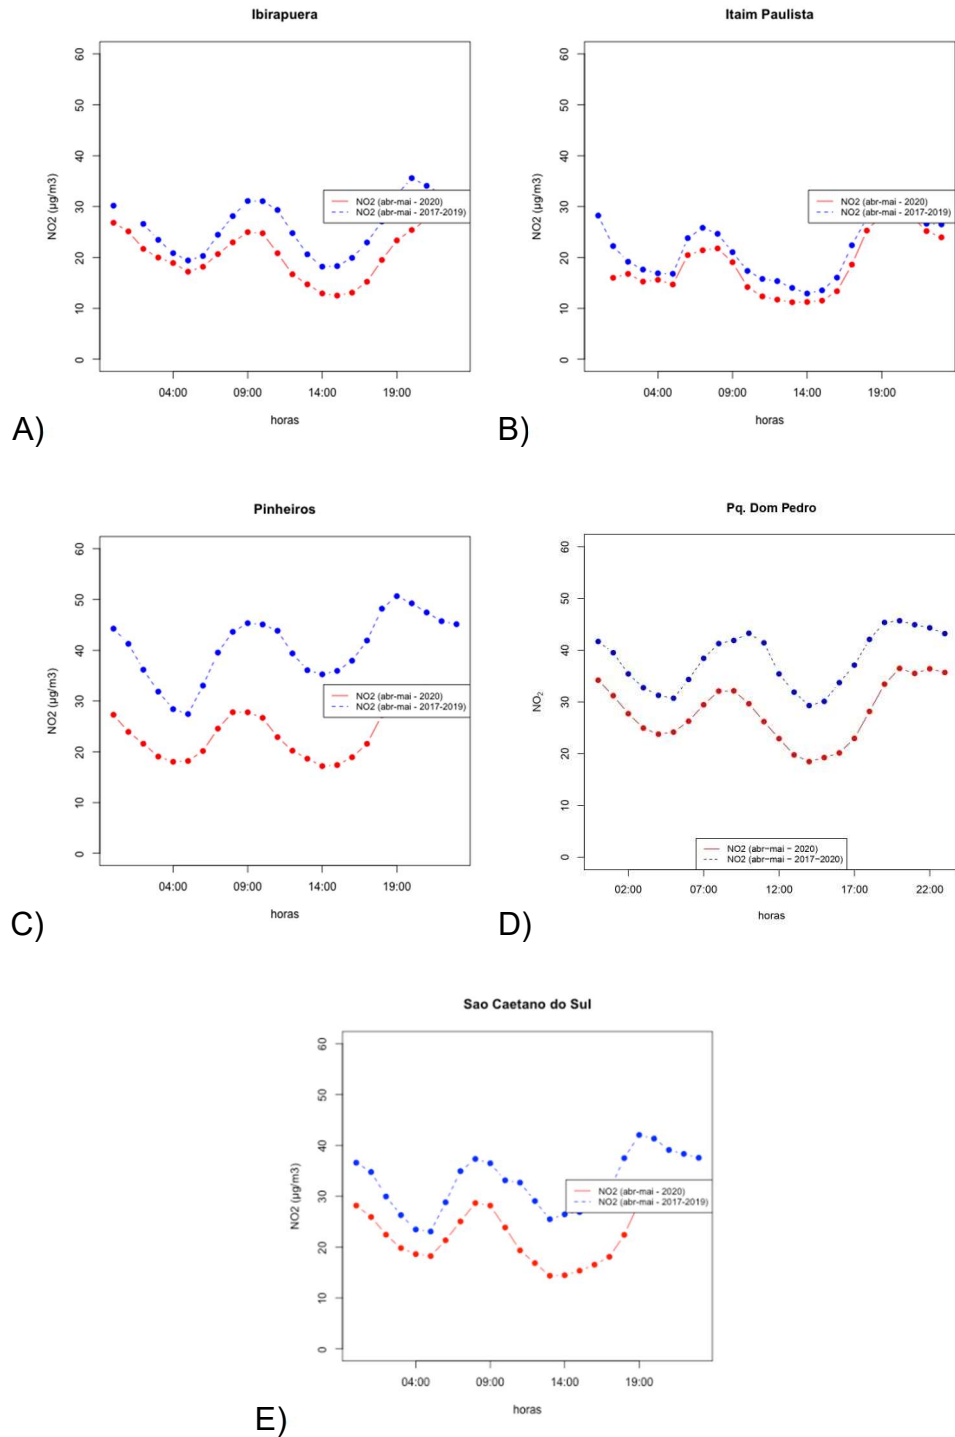 Ibirapuera
60
50
40
30
20
10
0
NO2 (µg/m3)
NO2 (abr-mai - 2020)
NO2 (abr-mai - 2017-2019)
04:00 09:00 14:00 19:00
horas
A)
Itaim Paulista
60
50
40
30
20
10
0
NO2 (µg/m3)
NO2 (abr-mai - 2020)
NO2 (abr-mai - 2017-2019)
04:00 09:00 14:00 19:00
horas
B)
Pinheiros
60
50
40
30
20
10
0
NO2 (µg/m3)
NO2 (abr-mai - 2020)
NO2 (abr-mai - 2017-2019)
04:00 09:00 14:00 19:00
horas
C)
Pq. Dom Pedro
60
50
40
30
20
10
0
NO₂
NO2 (abr−mai − 2020)
NO2 (abr−mai − 2017−2020)
02:00 07:00 12:00 17:00 22:00
horas
D)
Sao Caetano do Sul
60
50
40
30
20
10
0
NO2 (µg/m3)
NO2 (abr-mai - 2020)
NO2 (abr-mai - 2017-2019)
04:00 09:00 14:00 19:00
horas
E)